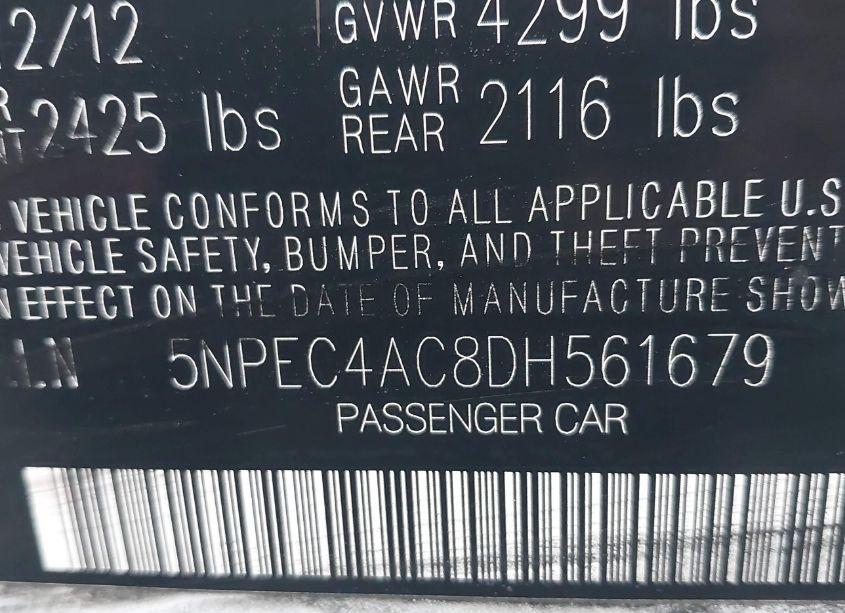 2/12 GVWR 4299 lbs
GAWR
2425 lbs REAR 2116 lbs
VEHICLE CONFORMS TO ALL APPLICABLE U.S
VEHICLE SAFETY, BUMPER, AND THEFT PREVENT
N EFFECT ON THE DATE OF MANUFACTURE SHOW
5NPEC4AC8DH561679
PASSENGER CAR